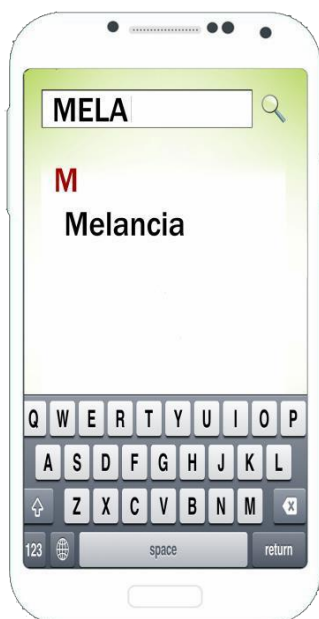 MELA
M
Melancia
Q W E R T Y U I O P
A S D F G H J K L
Z X C V B N M
123 space return